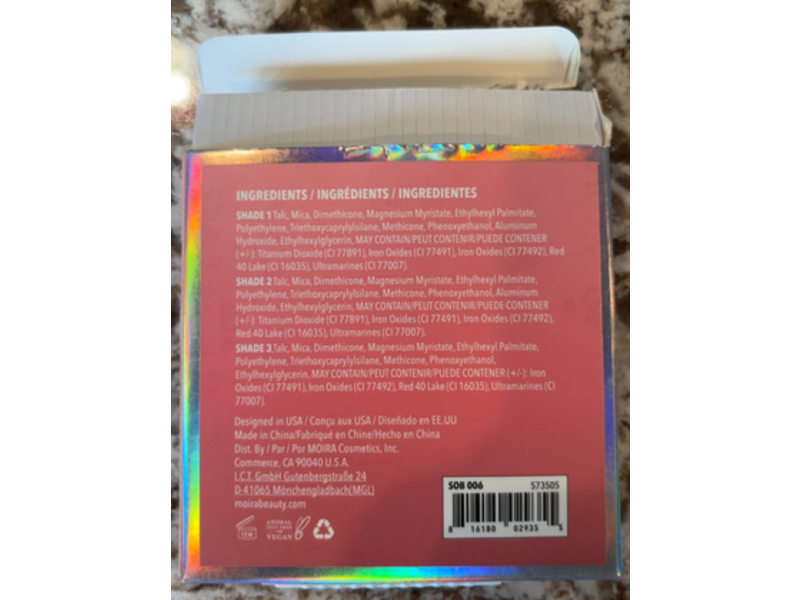 INGREDIENTS / INGRÉDIENTS / INGREDIENTES
SHADE 1 Talc, Mica, Dimethicone, Magnesium Myristate, Ethylhexyl Palmitate,
Polyethylene, Triethoxycaprylylsilane, Methicone, Phenoxyethanol, Aluminum
Hydroxide, Ethylhexylglycerin, MAY CONTAIN/PEUT CONTENIR/PUEDE CONTENER
(+/-): Titanium Dioxide (CI 77891), Iron Oxides (CI 77491), Iron Oxides (CI 77492), Red
40 Lake (CI 16035), Ultramarines (CI 77007).
SHADE 2 Talc, Mica, Dimethicone, Magnesium Myristate, Ethylhexyl Palmitate,
Polyethylene, Triethoxycaprylylsilane, Methicone, Phenoxyethanol, Aluminum
Hydroxide, Ethylhexylglycerin, MAY CONTAIN/PEUT CONTENIR/PUEDE CONTENER
(+/-): Titanium Dioxide (CI 77891), Iron Oxides (CI 77491), Iron Oxides (CI 77492),
Red 40 Lake (CI 16035), Ultramarines (CI 77007).
SHADE 3 Talc, Mica, Dimethicone, Magnesium Myristate, Ethylhexyl Palmitate,
Polyethylene, Triethoxycaprylylsilane, Methicone, Phenoxyethanol,
Ethylhexylglycerin, MAY CONTAIN/PEUT CONTENIR/PUEDE CONTENER (+/-): Iron
Oxides (CI 77491), Iron Oxides (CI 77492), Red 40 Lake (CI 16035), Ultramarines (CI
77007).
Designed in USA / Conçu aux USA / Diseñado en EE.UU
Made in China/Fabriqué en Chine/Hecho en China
Dist. By / Par / Por MOIRA Cosmetics, Inc.
Commerce, CA 90040 U.S.A.
I.C.T. GmbH Gutenbergstraße 24
D-41065 Mönchengladbach(MGL)
moirabeauty.com
12M
ANIMAL
TEST FREE
VEGAN
SOB 006 573505
8 16180 02935 5